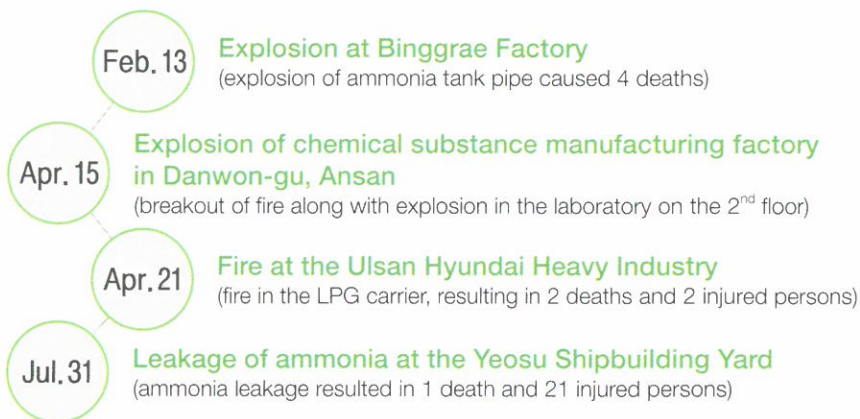 Feb. 13
Explosion at Binggrae Factory
(explosion of ammonia tank pipe caused 4 deaths)
Apr. 15
Explosion of chemical substance manufacturing factory
in Danwon-gu, Ansan
(breakout of fire along with explosion in the laboratory on the 2nd floor)
Apr. 21
Fire at the Ulsan Hyundai Heavy Industry
(fire in the LPG carrier, resulting in 2 deaths and 2 injured persons)
Jul. 31
Leakage of ammonia at the Yeosu Shipbuilding Yard
(ammonia leakage resulted in 1 death and 21 injured persons)